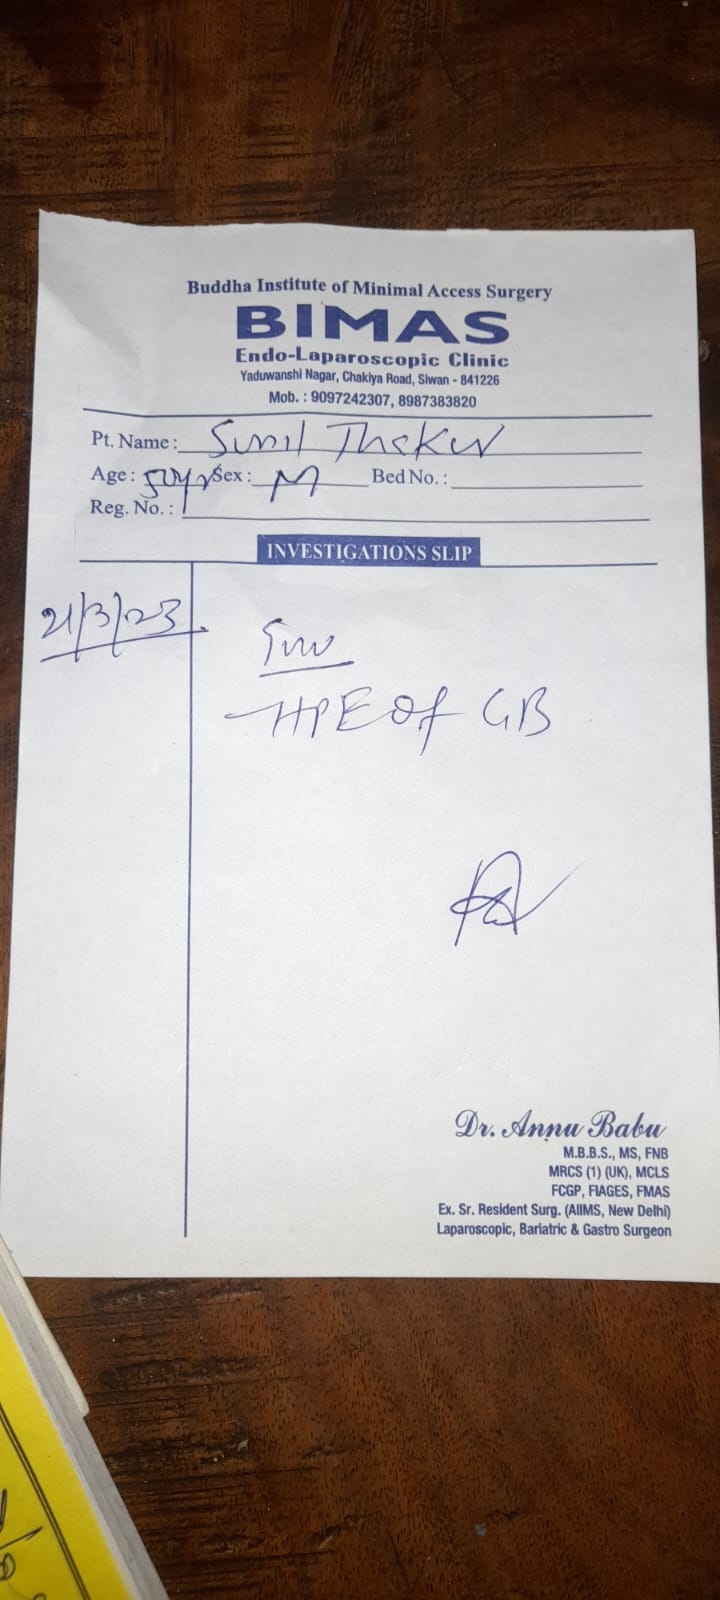 Buddha Institute of Minimal Access Surgery
BIMAS
Endo-Laparoscopic Clinic
Yaduwanshi Nagar, Chakiya Road, Siwan - 841226
Mob. : 9097242307, 8987383820
Pt. Name : Sunil Thakur
Age : 50yr Sex : M Bed No. :
Reg. No. :
INVESTIGATIONS SLIP
21/3/23
HPE of GB
Dr. Annu Babu
M.B.B.S., MS, FNB
MRCS (1) (UK), MCLS
FCGP, FIAGES, FMAS
Ex. Sr. Resident Surg. (AIIMS, New Delhi)
Laparoscopic, Bariatric & Gastro Surgeon